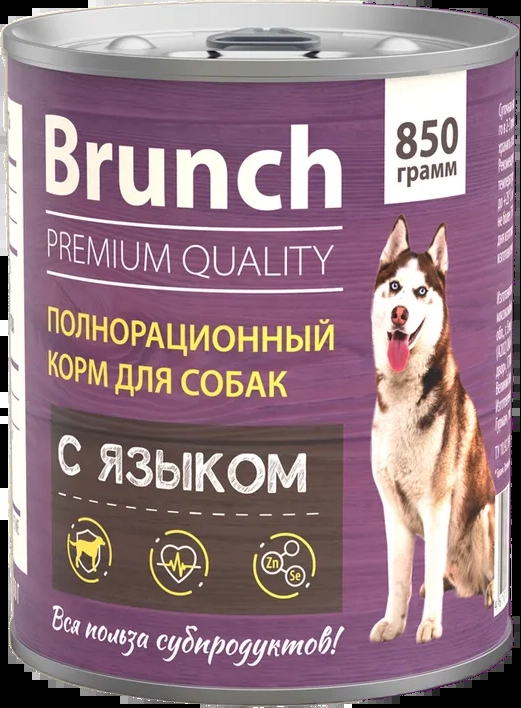 Brunch
PREMIUM QUALITY
850
грамм
ПОЛНОРАЦИОННЫЙ
КОРМ ДЛЯ СОБАК
С ЯЗЫКОМ
Zn
Se
Вся польза субпродуктов!